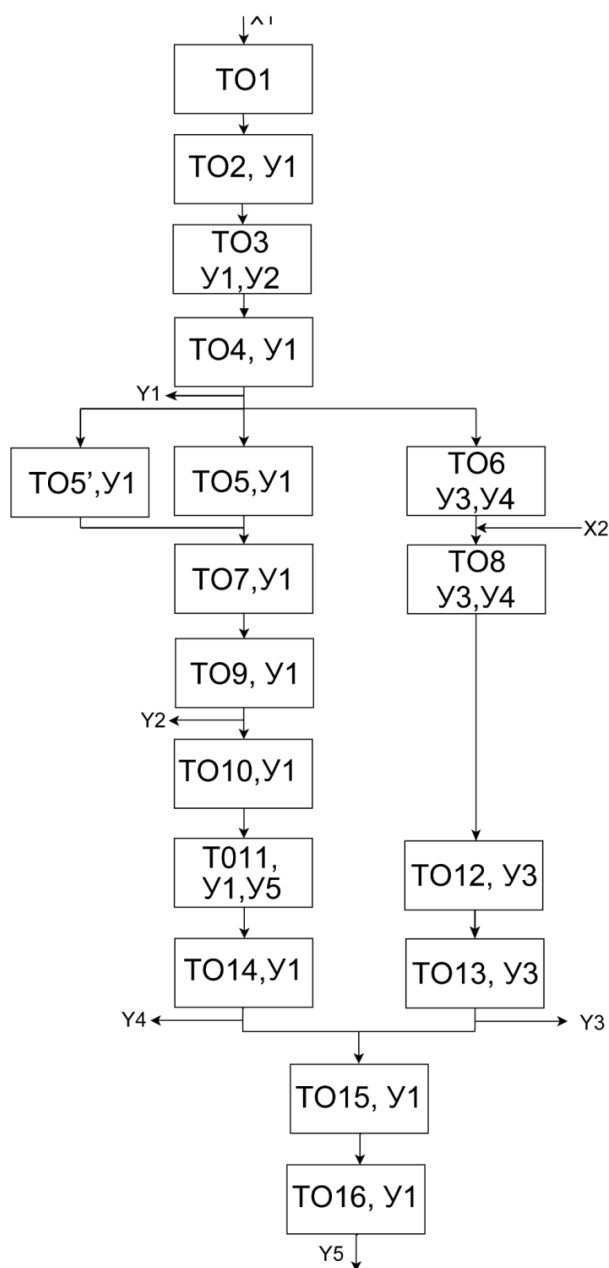 ТО1
ТО2, У1
ТО3
У1,У2
ТО4, У1
Y1
ТО5’,У1
ТО5,У1
ТО6
У3,У4
X2
ТО7,У1
ТО8
У3,У4
ТО9, У1
Y2
ТО10,У1
Т011,
У1,У5
ТО12, У3
ТО14,У1
ТО13, У3
Y4
Y3
ТО15, У1
ТО16, У1
Y5